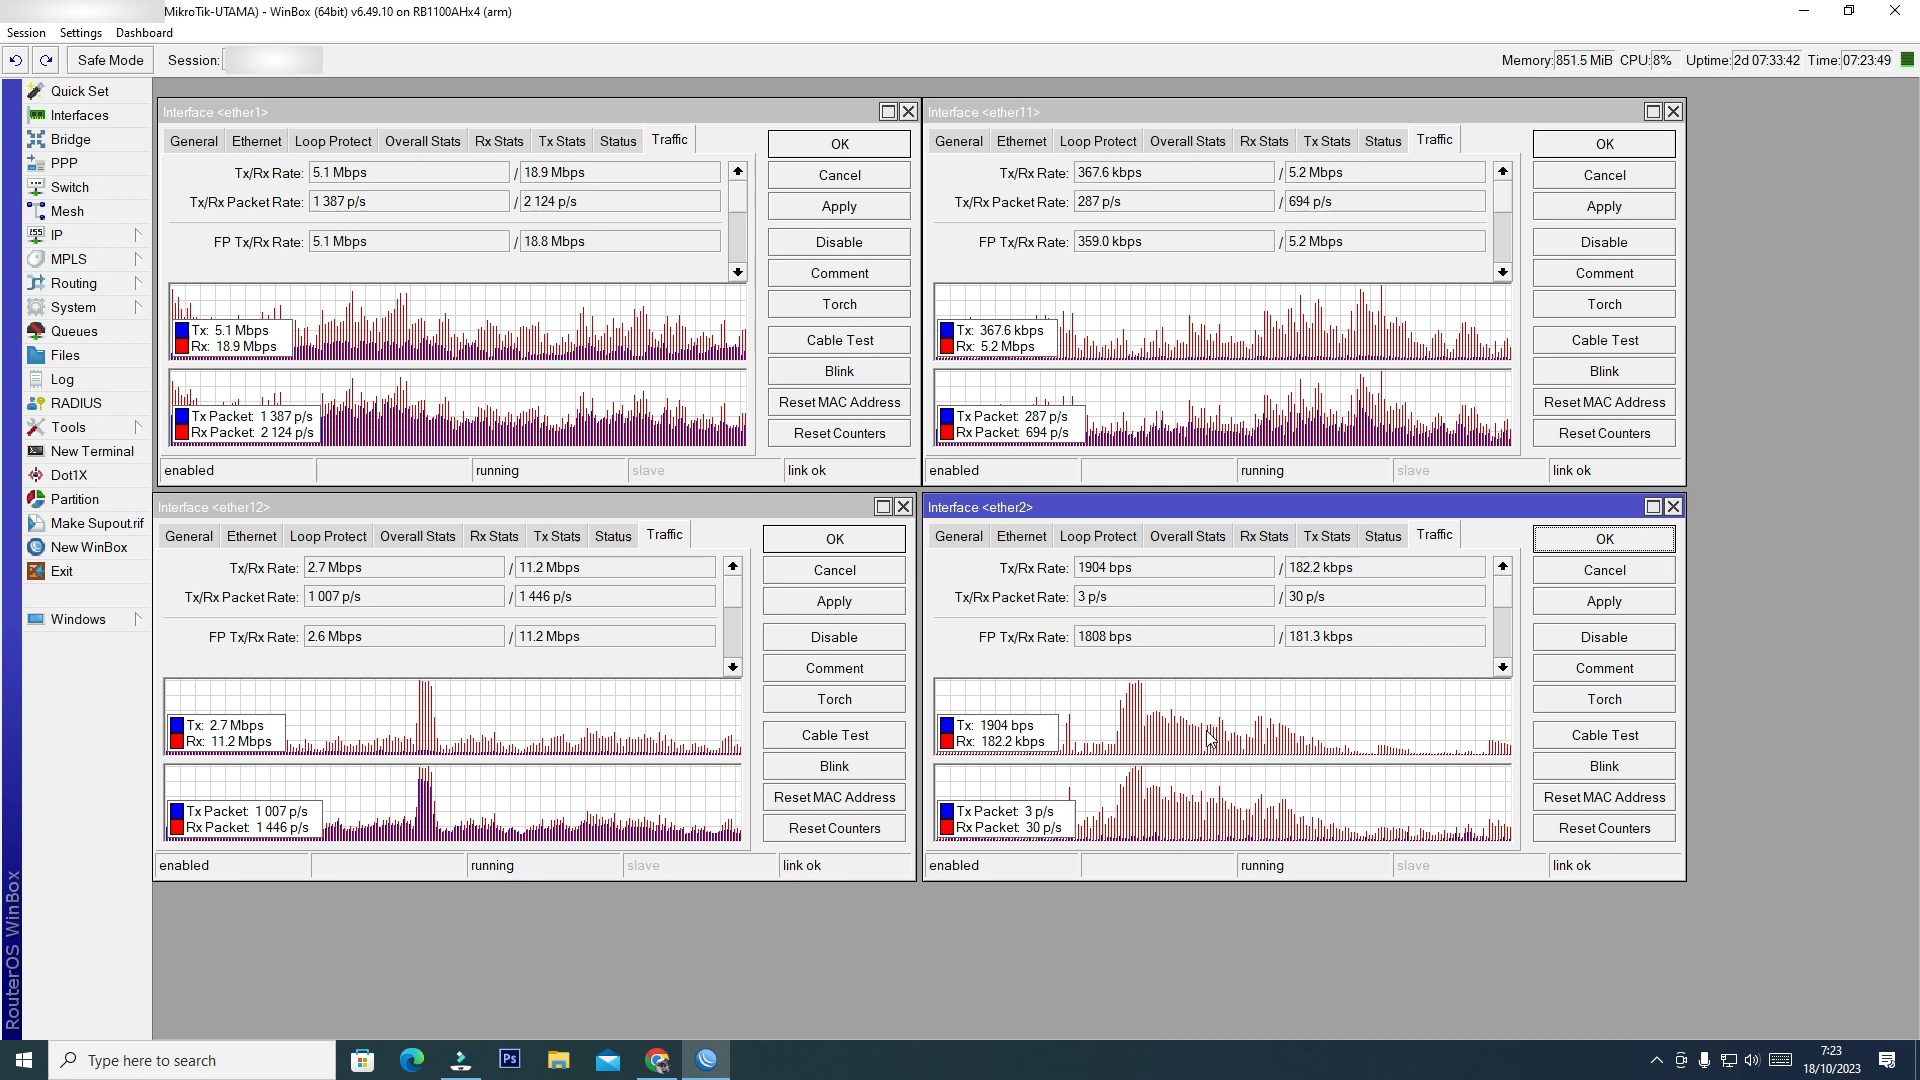 MikroTik-UTAMA) - WinBox (64bit) v6.49.10 on RB1100AHx4 (arm)
Session Settings Dashboard
Safe Mode Session: Memory: 851.5 MiB CPU: 8% Uptime: 2d 07:33:42 Time: 07:23:49
Quick Set
Interfaces
Bridge
PPP
Switch
Mesh
IP
MPLS
Routing
System
Queues
Files
Log
RADIUS
Tools
New Terminal
Dot1X
Partition
Make Supout.rif
New WinBox
Exit
Windows
RouterOS WinBox
Interface <ether1>
General Ethernet Loop Protect Overall Stats Rx Stats Tx Stats Status Traffic
Tx/Rx Rate: 5.1 Mbps / 18.9 Mbps
Tx/Rx Packet Rate: 1 387 p/s / 2 124 p/s
FP Tx/Rx Rate: 5.1 Mbps / 18.8 Mbps
Tx: 5.1 Mbps
Rx: 18.9 Mbps
Tx Packet: 1 387 p/s
Rx Packet: 2 124 p/s
OK
Cancel
Apply
Disable
Comment
Torch
Cable Test
Blink
Reset MAC Address
Reset Counters
enabled running slave link ok
Interface <ether11>
General Ethernet Loop Protect Overall Stats Rx Stats Tx Stats Status Traffic
Tx/Rx Rate: 367.6 kbps / 5.2 Mbps
Tx/Rx Packet Rate: 287 p/s / 694 p/s
FP Tx/Rx Rate: 359.0 kbps / 5.2 Mbps
Tx: 367.6 kbps
Rx: 5.2 Mbps
Tx Packet: 287 p/s
Rx Packet: 694 p/s
OK
Cancel
Apply
Disable
Comment
Torch
Cable Test
Blink
Reset MAC Address
Reset Counters
enabled running slave link ok
Interface <ether12>
General Ethernet Loop Protect Overall Stats Rx Stats Tx Stats Status Traffic
Tx/Rx Rate: 2.7 Mbps / 11.2 Mbps
Tx/Rx Packet Rate: 1 007 p/s / 1 446 p/s
FP Tx/Rx Rate: 2.6 Mbps / 11.2 Mbps
Tx: 2.7 Mbps
Rx: 11.2 Mbps
Tx Packet: 1 007 p/s
Rx Packet: 1 446 p/s
OK
Cancel
Apply
Disable
Comment
Torch
Cable Test
Blink
Reset MAC Address
Reset Counters
enabled running slave link ok
Interface <ether2>
General Ethernet Loop Protect Overall Stats Rx Stats Tx Stats Status Traffic
Tx/Rx Rate: 1904 bps / 182.2 kbps
Tx/Rx Packet Rate: 3 p/s / 30 p/s
FP Tx/Rx Rate: 1808 bps / 181.3 kbps
Tx: 1904 bps
Rx: 182.2 kbps
Tx Packet: 3 p/s
Rx Packet: 30 p/s
OK
Cancel
Apply
Disable
Comment
Torch
Cable Test
Blink
Reset MAC Address
Reset Counters
enabled running slave link ok
Type here to search
Ps
7:23
18/10/2023